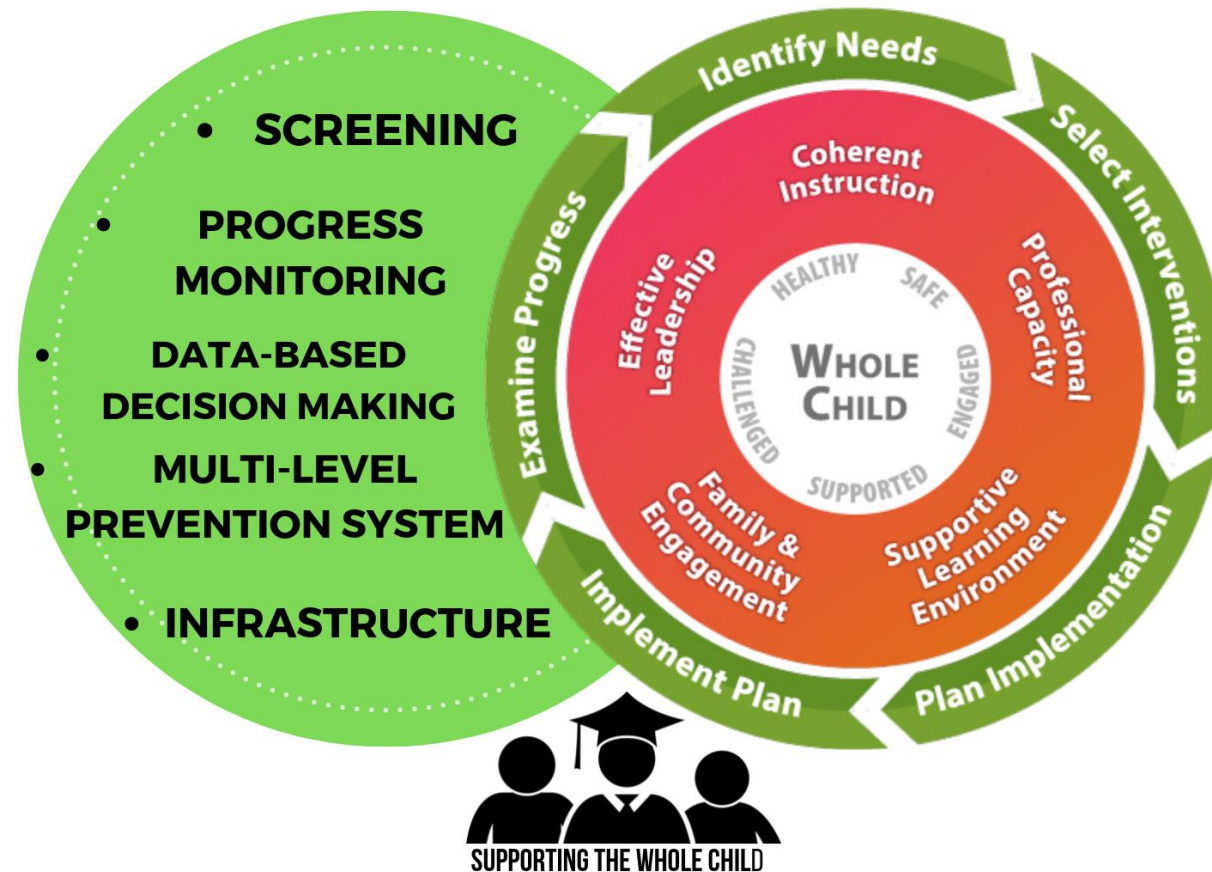 • SCREENING
• PROGRESS
MONITORING
• DATA-BASED
DECISION MAKING
• MULTI-LEVEL
PREVENTION SYSTEM
• INFRASTRUCTURE
Identify Needs
Select Interventions
Plan Implementation
Implement Plan
Examine Progress
Coherent
Instruction
Professional
Capacity
Supportive
Learning
Environment
Family &
Community
Engagement
Effective
Leadership
HEALTHY
SAFE
ENGAGED
SUPPORTED
CHALLENGED
WHOLE
CHILD
SUPPORTING THE WHOLE CHILD